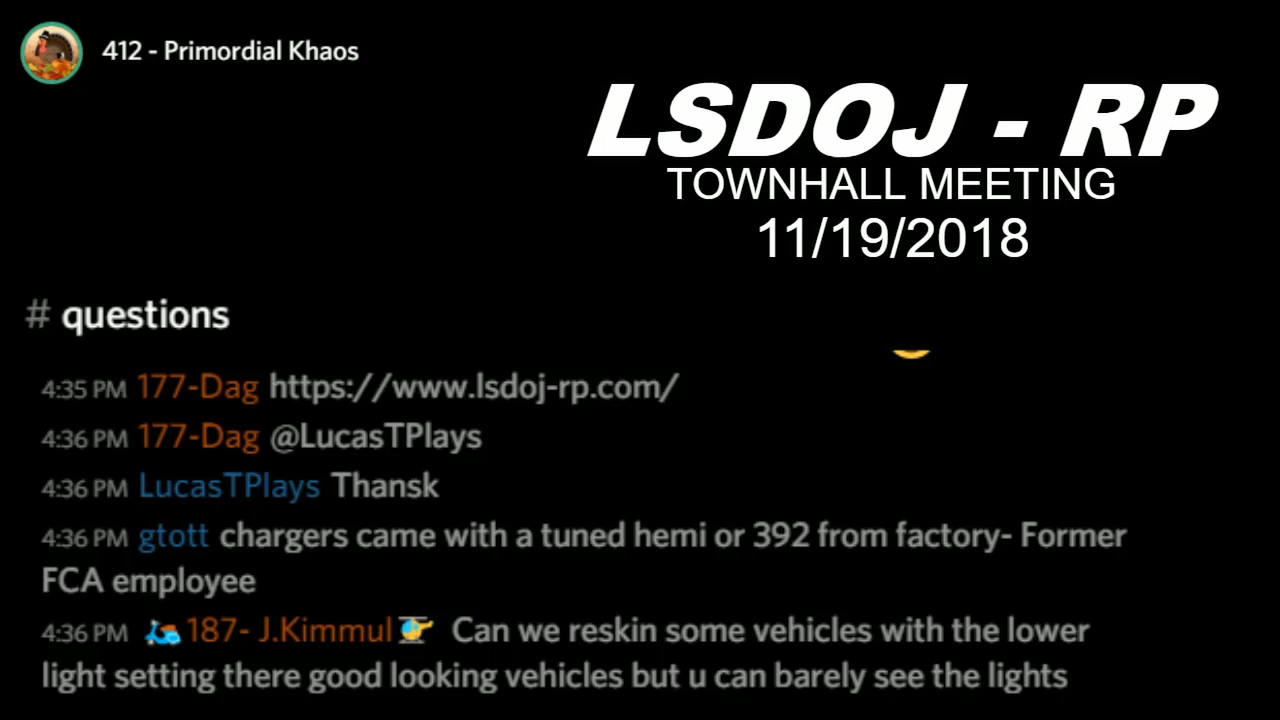 412 - Primordial Khaos
LSDOJ - RP
TOWNHALL MEETING
11/19/2018
# questions
4:35 PM 177-Dag https://www.lsdoj-rp.com/
4:36 PM 177-Dag @LucasTPlays
4:36 PM LucasTPlays Thansk
4:36 PM gtott chargers came with a tuned hemi or 392 from factory- Former
FCA employee
4:36 PM 🛵187- J.Kimmul🚁 Can we reskin some vehicles with the lower
light setting there good looking vehicles but u can barely see the lights